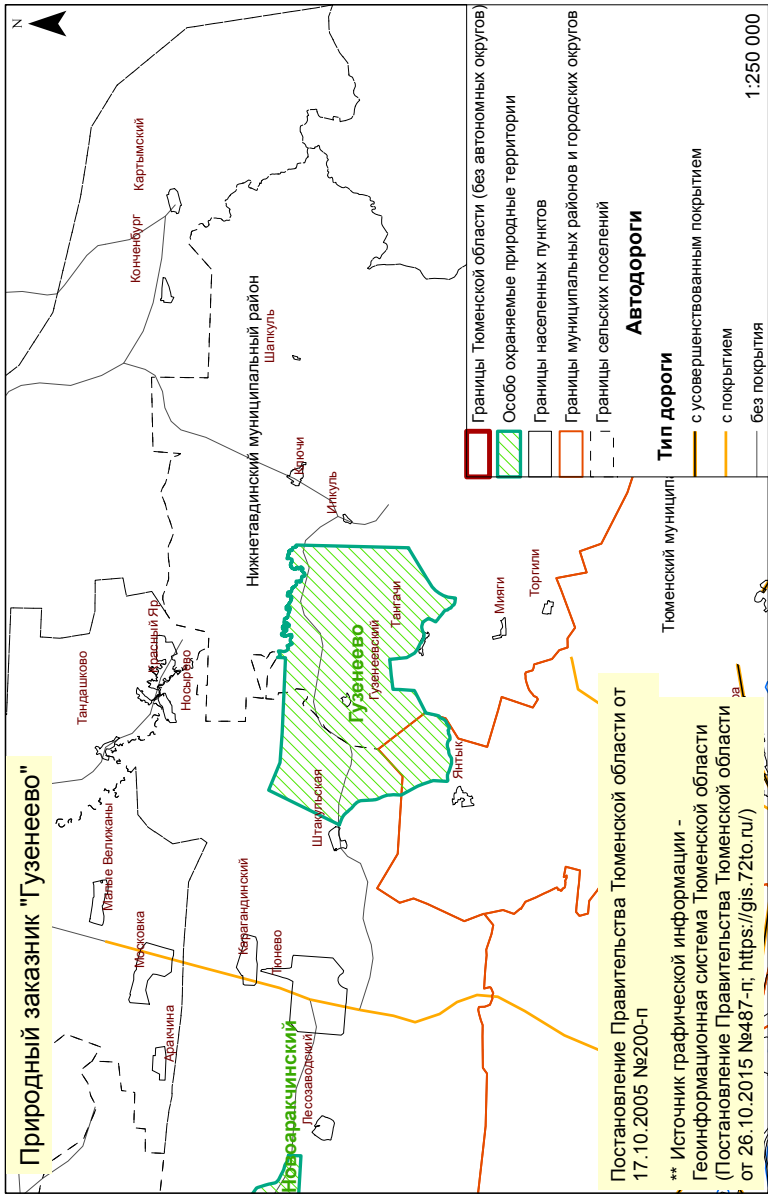 Природный заказник "Гузенеево"
N
Картымский
Конченбург
Нижнетавдинский муниципальный район
Шапкуль
Ключи
Ипкуль
Тандашково
Красный Яр
Носырево
Малые Велижаны
Московка
Аракчина
Карагандинский
Тюнево
Новоаракчинский
Лесозаводский
Штакульская
Гузенеево
Гузенеевский
Тангачи
Янтык
Мияги
Торгили
Тюменский муниципа
ра
Границы Тюменской области (без автономных округов)
Особо охраняемые природные территории
Границы населенных пунктов
Границы муниципальных районов и городских округов
Границы сельских поселений
Автодороги
Тип дороги
с усовершенствованным покрытием
с покрытием
без покрытия
1:250 000
Постановление Правительства Тюменской области от
17.10.2005 №200-п
** Источник графической информации -
Геоинформационная система Тюменской области
(Постановление Правительства Тюменской области
от 26.10.2015 №487-п; https://gis.72to.ru/)